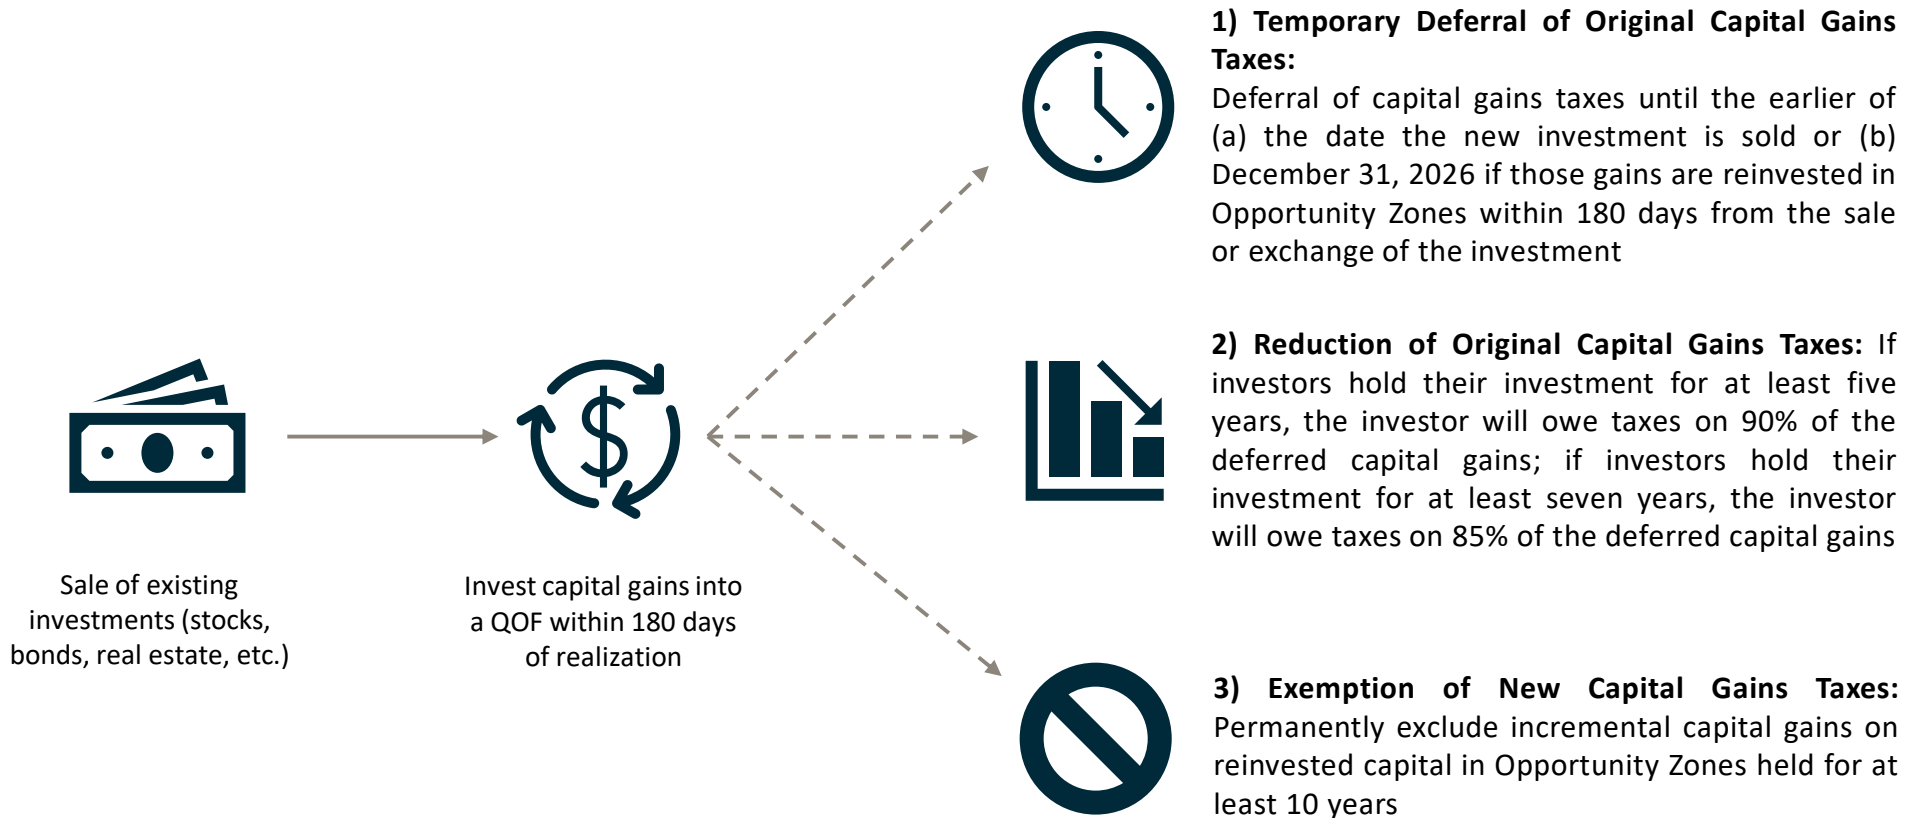 Sale of existing
investments (stocks,
bonds, real estate, etc.)
$
Invest capital gains into
a QOF within 180 days
of realization
1) Temporary Deferral of Original Capital Gains
Taxes:
Deferral of capital gains taxes until the earlier of
(a) the date the new investment is sold or (b)
December 31, 2026 if those gains are reinvested in
Opportunity Zones within 180 days from the sale
or exchange of the investment
2) Reduction of Original Capital Gains Taxes: If
investors hold their investment for at least five
years, the investor will owe taxes on 90% of the
deferred capital gains; if investors hold their
investment for at least seven years, the investor
will owe taxes on 85% of the deferred capital gains
3) Exemption of New Capital Gains Taxes:
Permanently exclude incremental capital gains on
reinvested capital in Opportunity Zones held for at
least 10 years